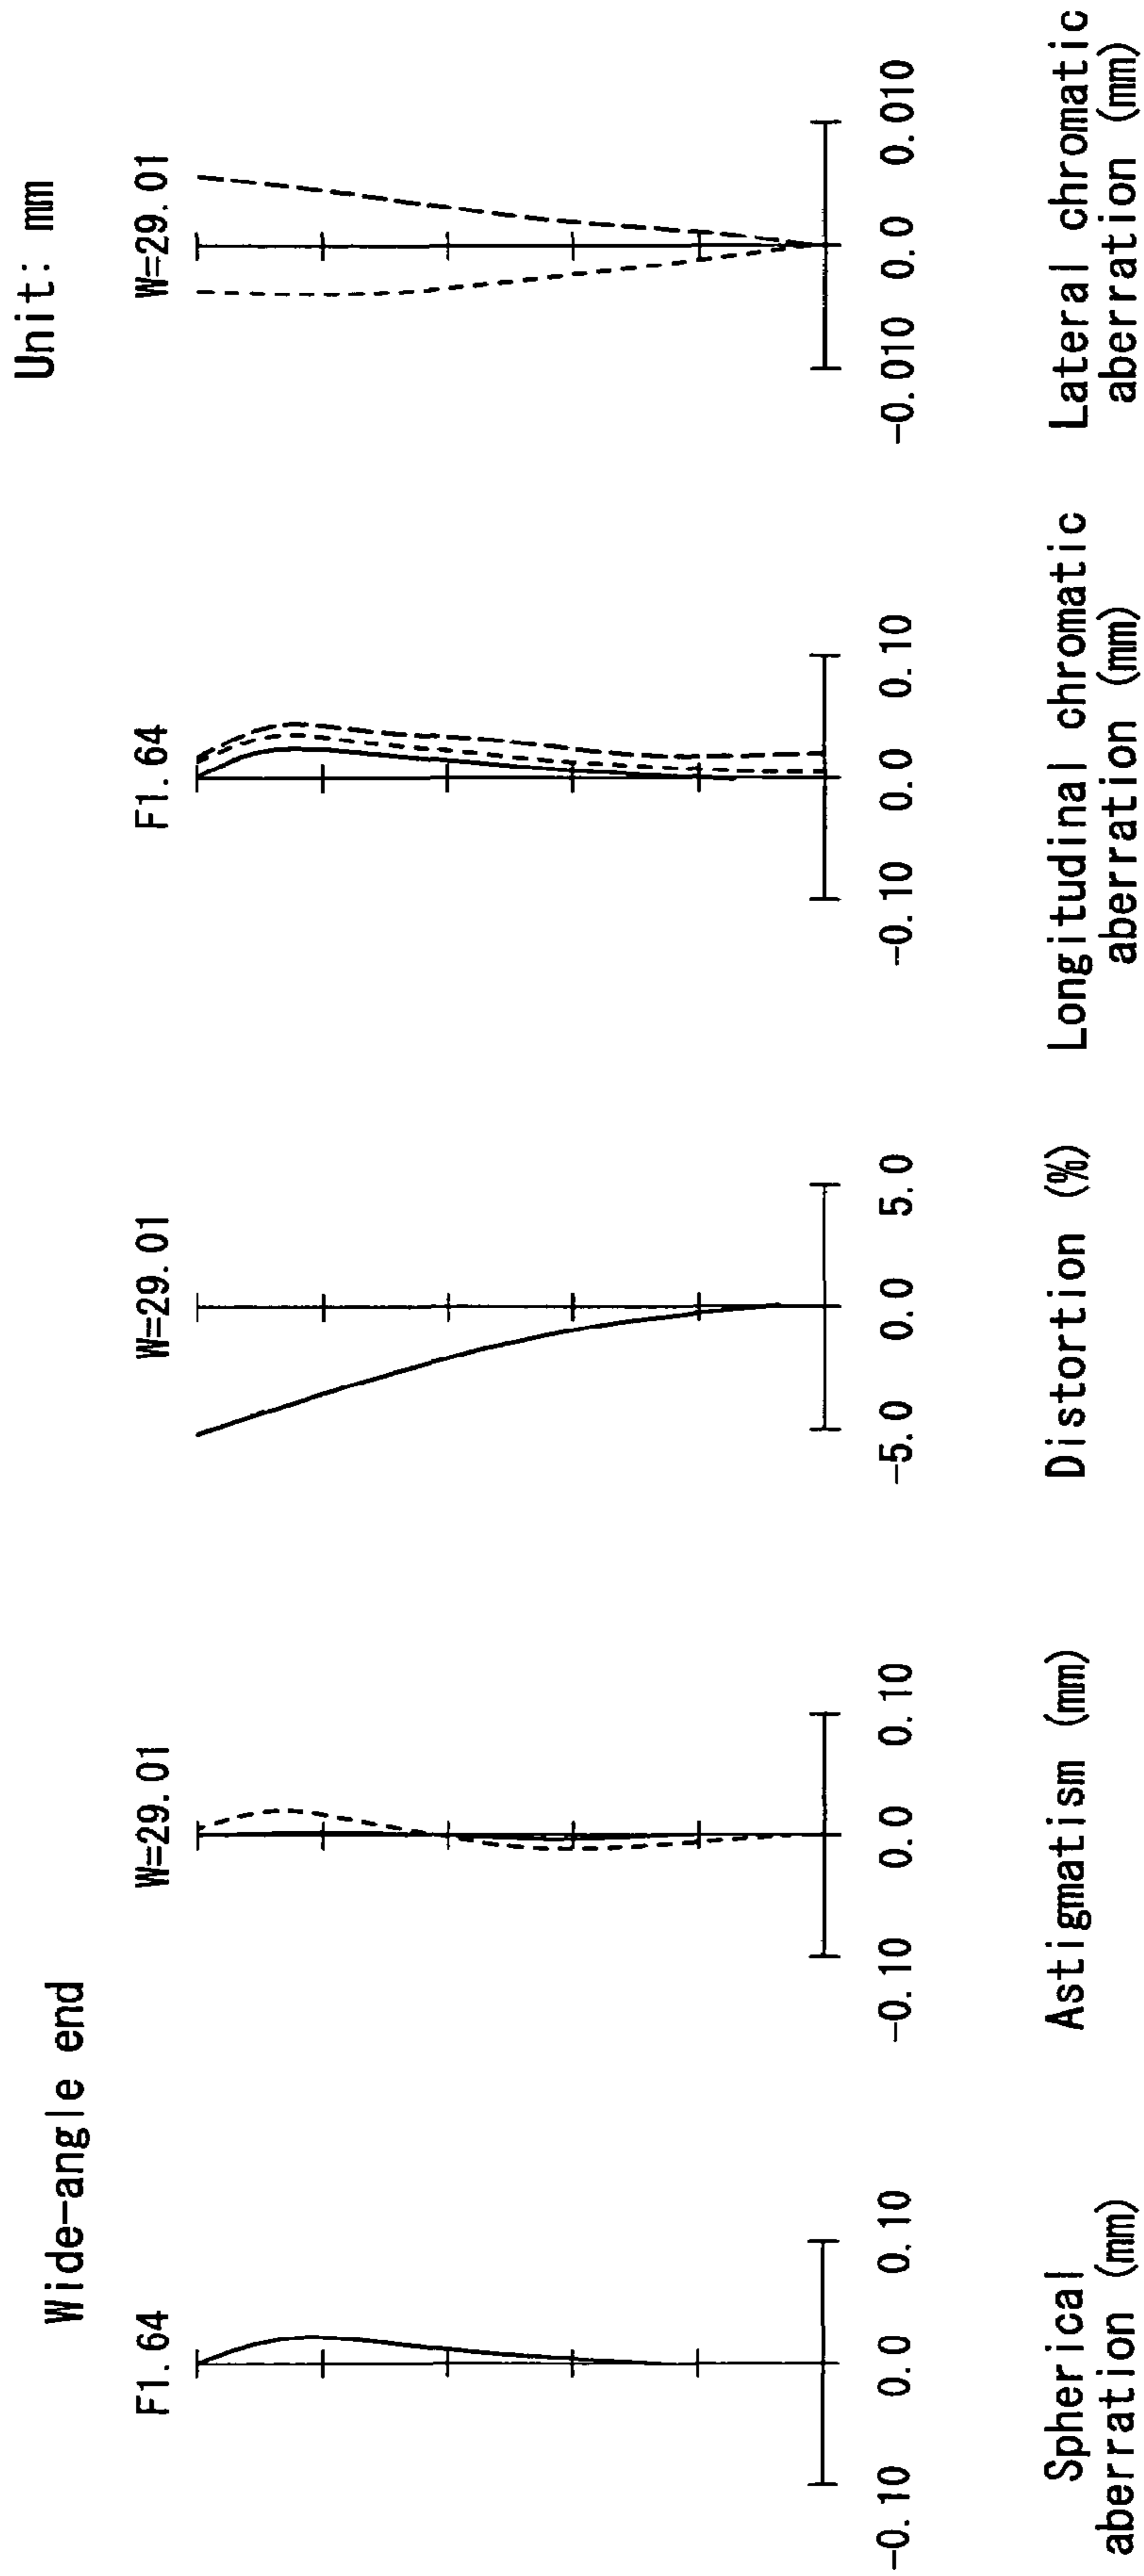 Unit: mm
Wide-angle end
F1.64
W=29.01
W=29.01
F1.64
W=29.01
-0.10 0.0 0.10
-0.10 0.0 0.10
-5.0 0.0 5.0
-0.10 0.0 0.10
-0.010 0.0 0.010
Spherical
aberration (mm)
Astigmatism (mm)
Distortion (%)
Longitudinal chromatic
aberration (mm)
Lateral chromatic
aberration (mm)